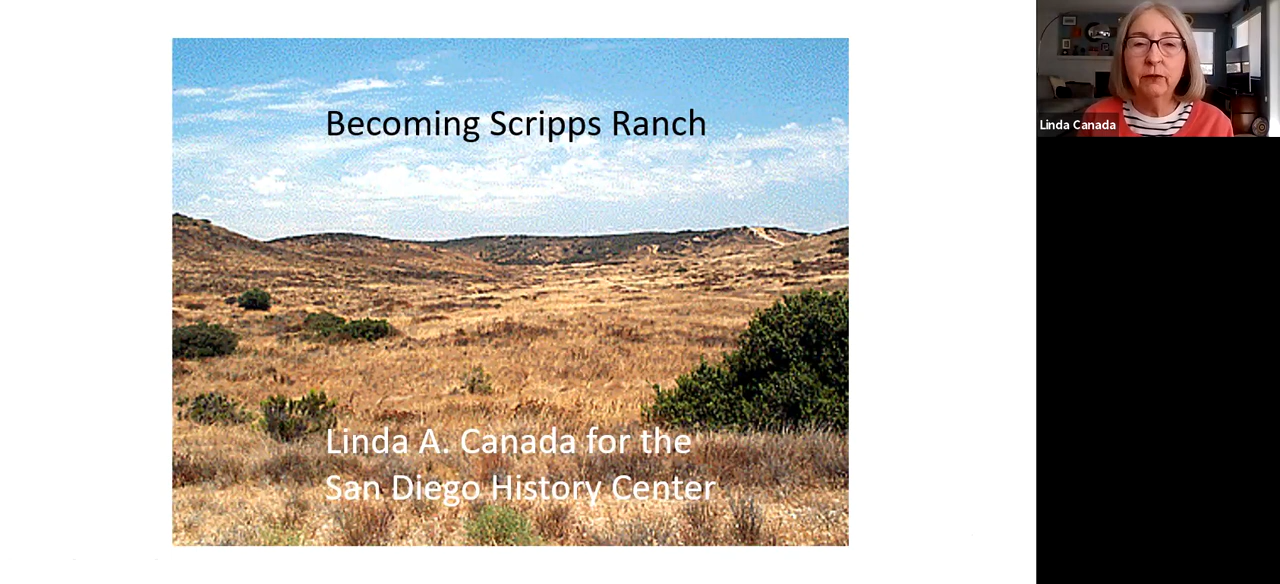 Becoming Scripps Ranch
Linda A. Canada for the
San Diego History Center
Linda Canada